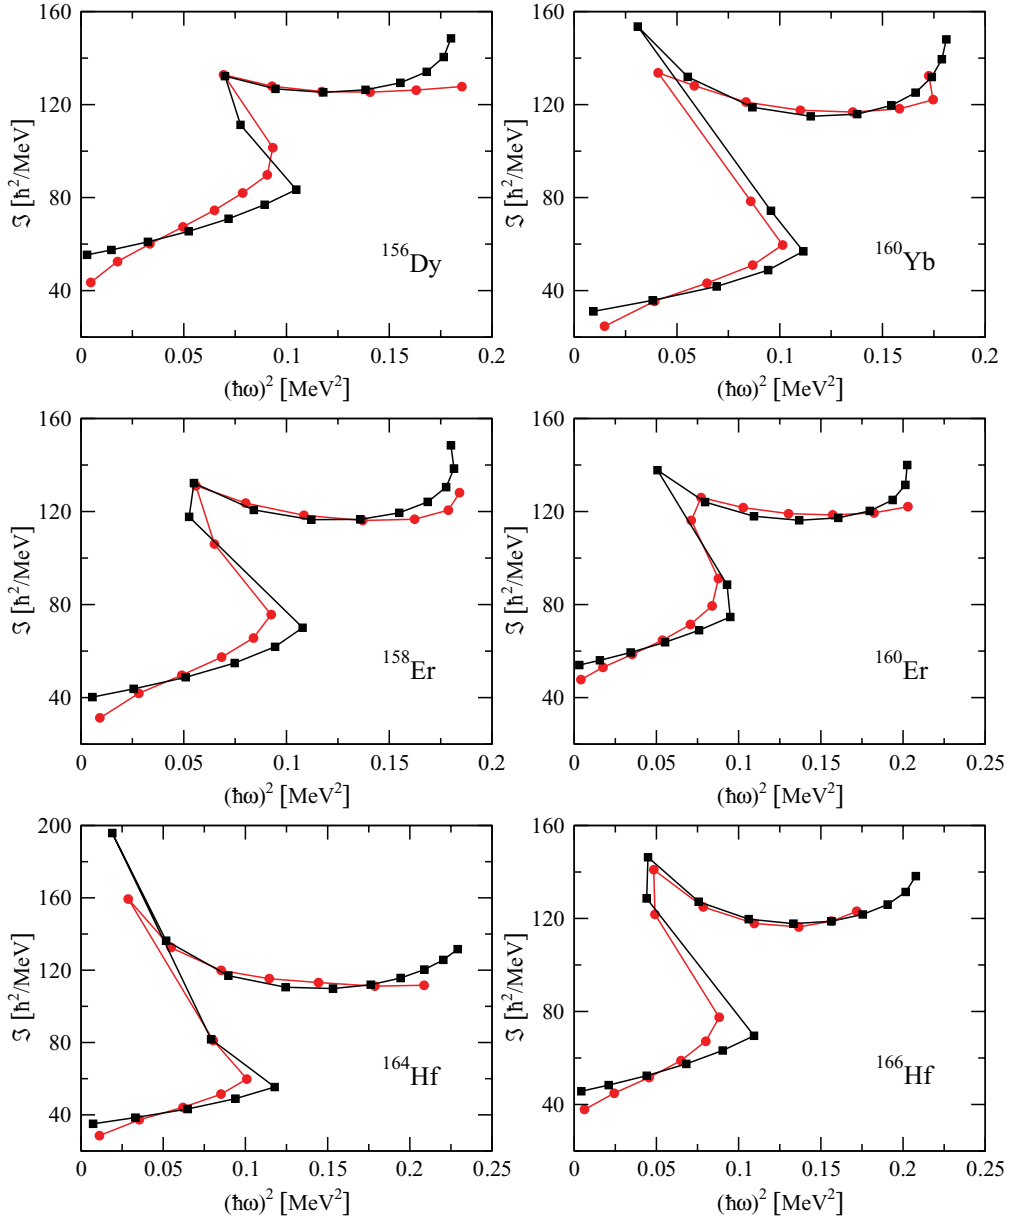 160
120
80
40
ℑ [ħ²/MeV]
¹⁵⁶Dy
0 0.05 0.1 0.15 0.2
(ħω)² [MeV²]
160
120
80
40
ℑ [ħ²/MeV]
¹⁶⁰Yb
0 0.05 0.1 0.15 0.2
(ħω)² [MeV²]
160
120
80
40
ℑ [ħ²/MeV]
¹⁵⁸Er
0 0.05 0.1 0.15 0.2
(ħω)² [MeV²]
160
120
80
40
ℑ [ħ²/MeV]
¹⁶⁰Er
0 0.05 0.1 0.15 0.2 0.25
(ħω)² [MeV²]
200
160
120
80
40
ℑ [ħ²/MeV]
¹⁶⁴Hf
0 0.05 0.1 0.15 0.2 0.25
(ħω)² [MeV²]
160
120
80
40
ℑ [ħ²/MeV]
¹⁶⁶Hf
0 0.05 0.1 0.15 0.2 0.25
(ħω)² [MeV²]